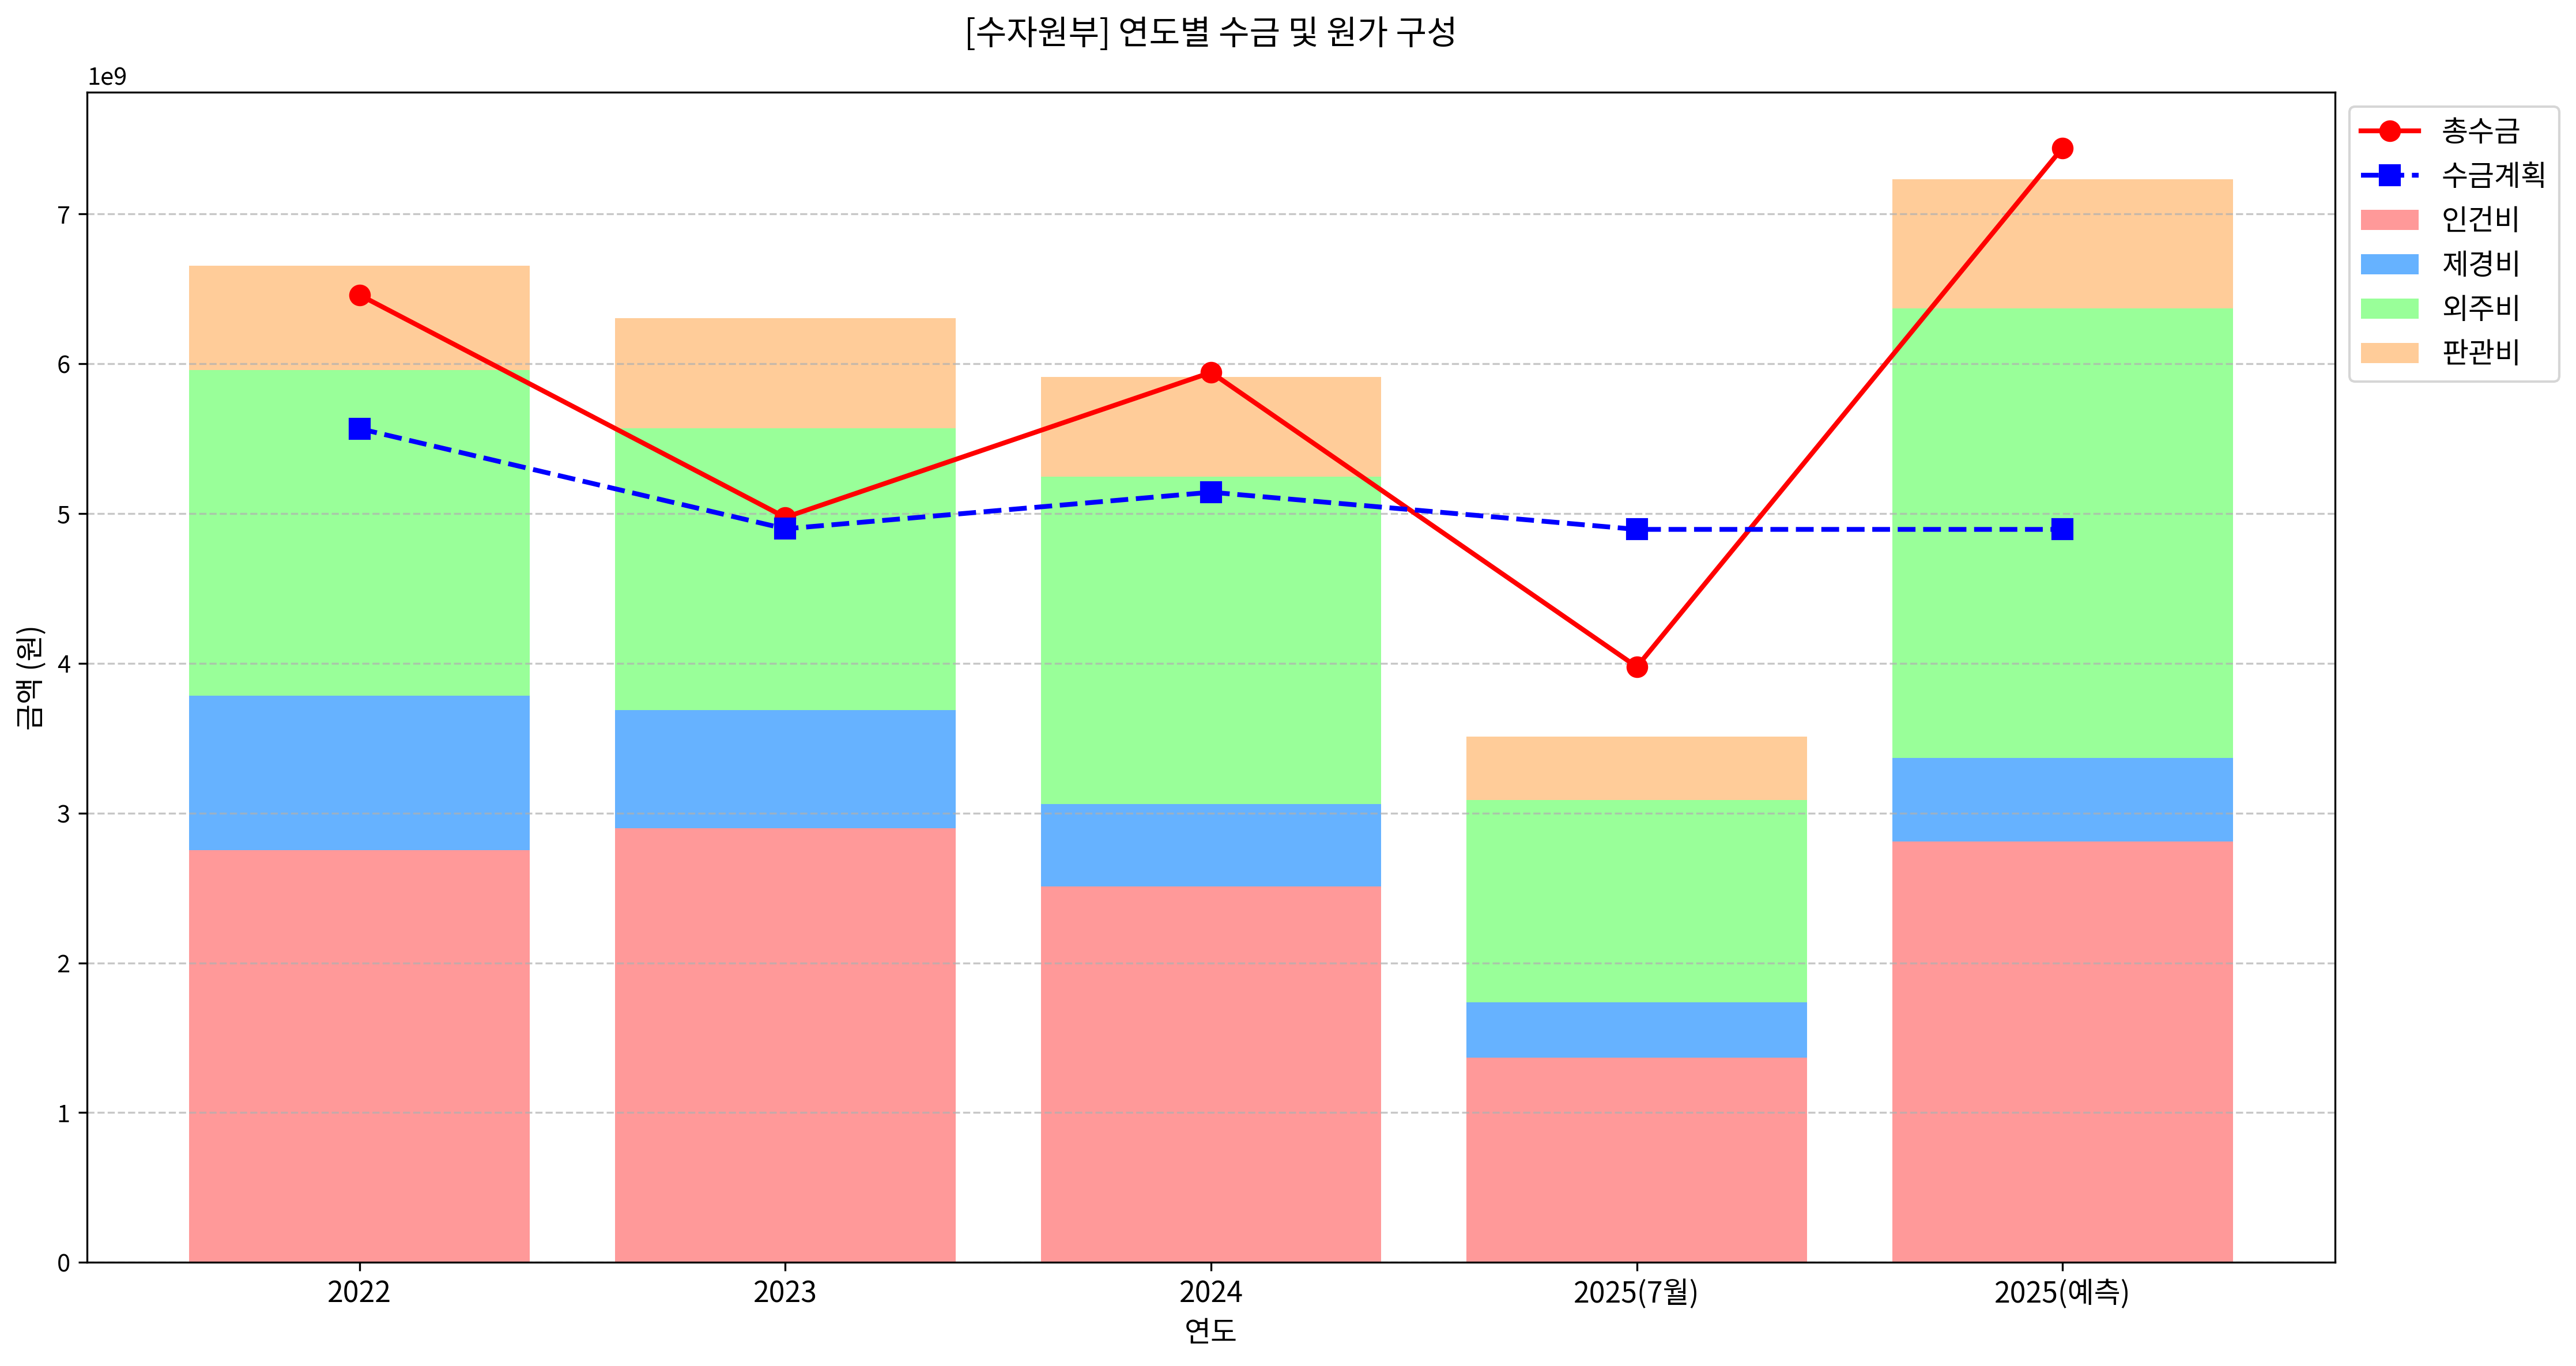 [수자원부] 연도별 수금 및 원가 구성
1e9
총수금
수금계획
인건비
제경비
외주비
판관비
7
6
5
4
3
2
1
0
금액 (원)
2022
2023
2024
2025(7월)
2025(예측)
연도